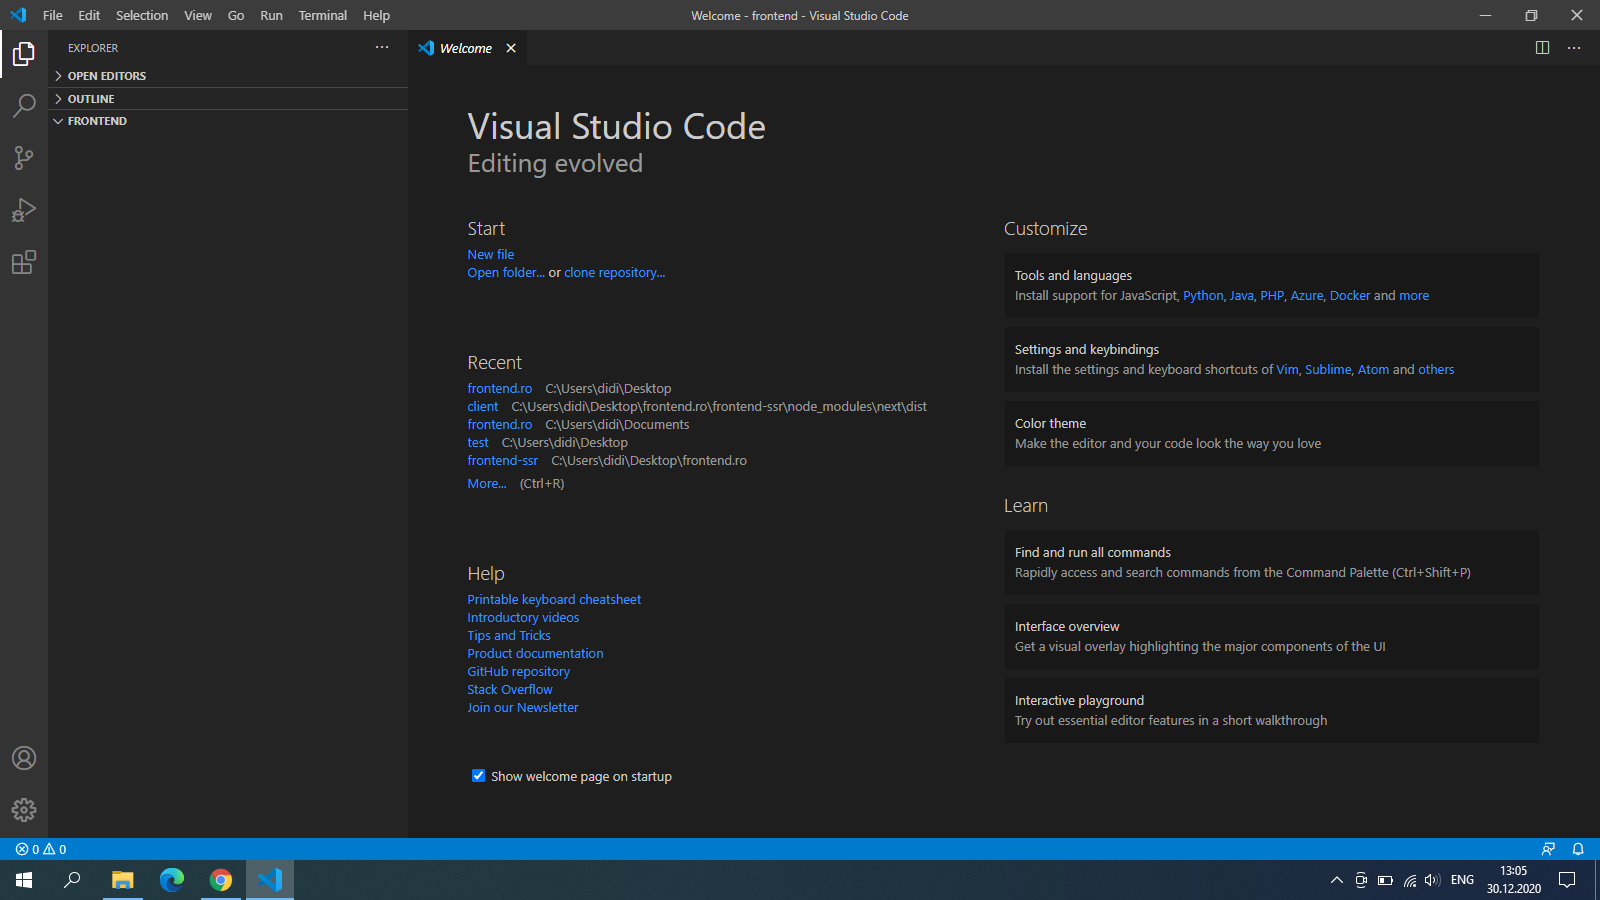 File Edit Selection View Go Run Terminal Help
Welcome - frontend - Visual Studio Code
EXPLORER
OPEN EDITORS
OUTLINE
FRONTEND
Welcome
Visual Studio Code
Editing evolved
Start
New file
Open folder... or clone repository...
Recent
frontend.ro C:\Users\didi\Desktop
client C:\Users\didi\Desktop\frontend.ro\frontend-ssr\node_modules\next\dist
frontend.ro C:\Users\didi\Documents
test C:\Users\didi\Desktop
frontend-ssr C:\Users\didi\Desktop\frontend.ro
More... (Ctrl+R)
Help
Printable keyboard cheatsheet
Introductory videos
Tips and Tricks
Product documentation
GitHub repository
Stack Overflow
Join our Newsletter
Show welcome page on startup
Customize
Tools and languages
Install support for JavaScript, Python, Java, PHP, Azure, Docker and more
Settings and keybindings
Install the settings and keyboard shortcuts of Vim, Sublime, Atom and others
Color theme
Make the editor and your code look the way you love
Learn
Find and run all commands
Rapidly access and search commands from the Command Palette (Ctrl+Shift+P)
Interface overview
Get a visual overlay highlighting the major components of the UI
Interactive playground
Try out essential editor features in a short walkthrough
0 0
ENG
13:05
30.12.2020